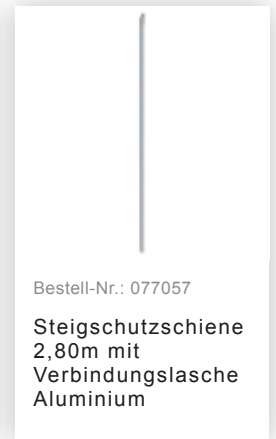 Bestell-Nr.: 077057
Steigschutzschiene
2,80m mit
Verbindungslasche
Aluminium